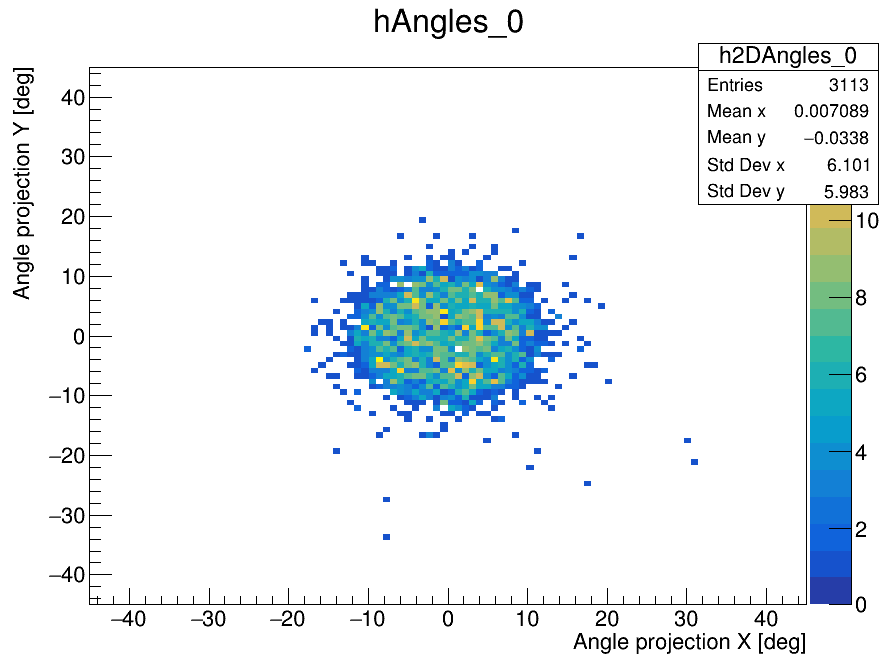 hAngles_0
h2DAngles_0
Entries 3113
Mean x 0.007089
Mean y −0.0338
Std Dev x 6.101
Std Dev y 5.983
Angle projection Y [deg]
40
30
20
10
0
−10
−20
−30
−40
−40 −30 −20 −10 0 10 20 30 40
Angle projection X [deg]
10
8
6
4
2
0